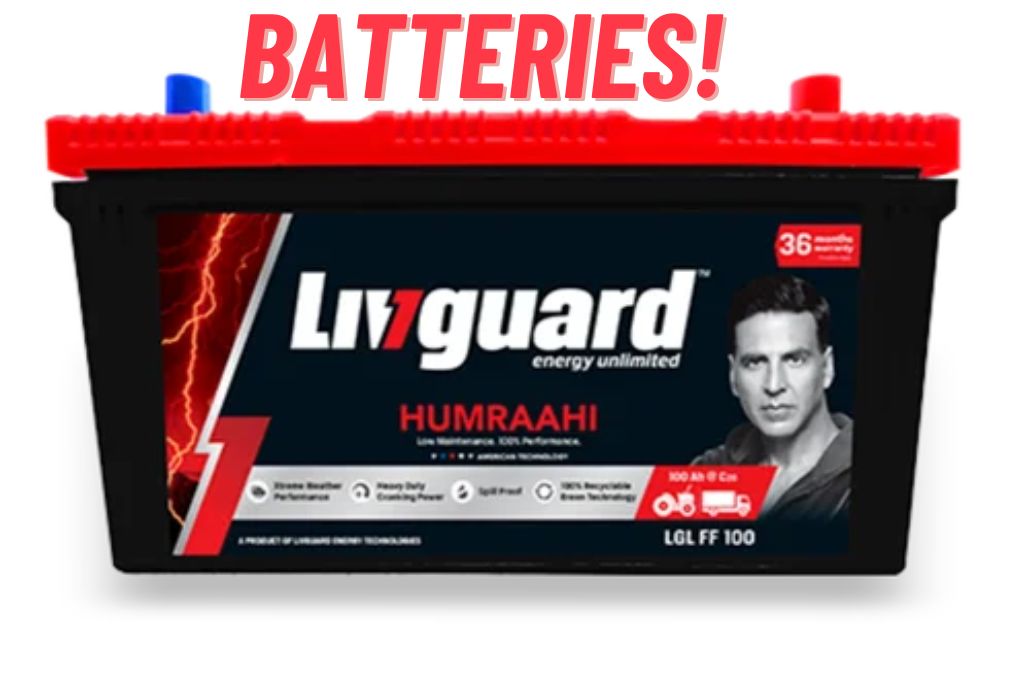 BATTERIES!
36 months
warranty
Livguard™
energy unlimited
HUMRAAHI
Low Maintenance. 100% Performance.
AMERICAN TECHNOLOGY
Xtreme Weather
Performance
Heavy Duty
Cranking Power
Spill Proof
100% Recyclable
Green Technology
100 Ah @ C20
LGL FF 100
A PRODUCT OF LIVGUARD ENERGY TECHNOLOGIES